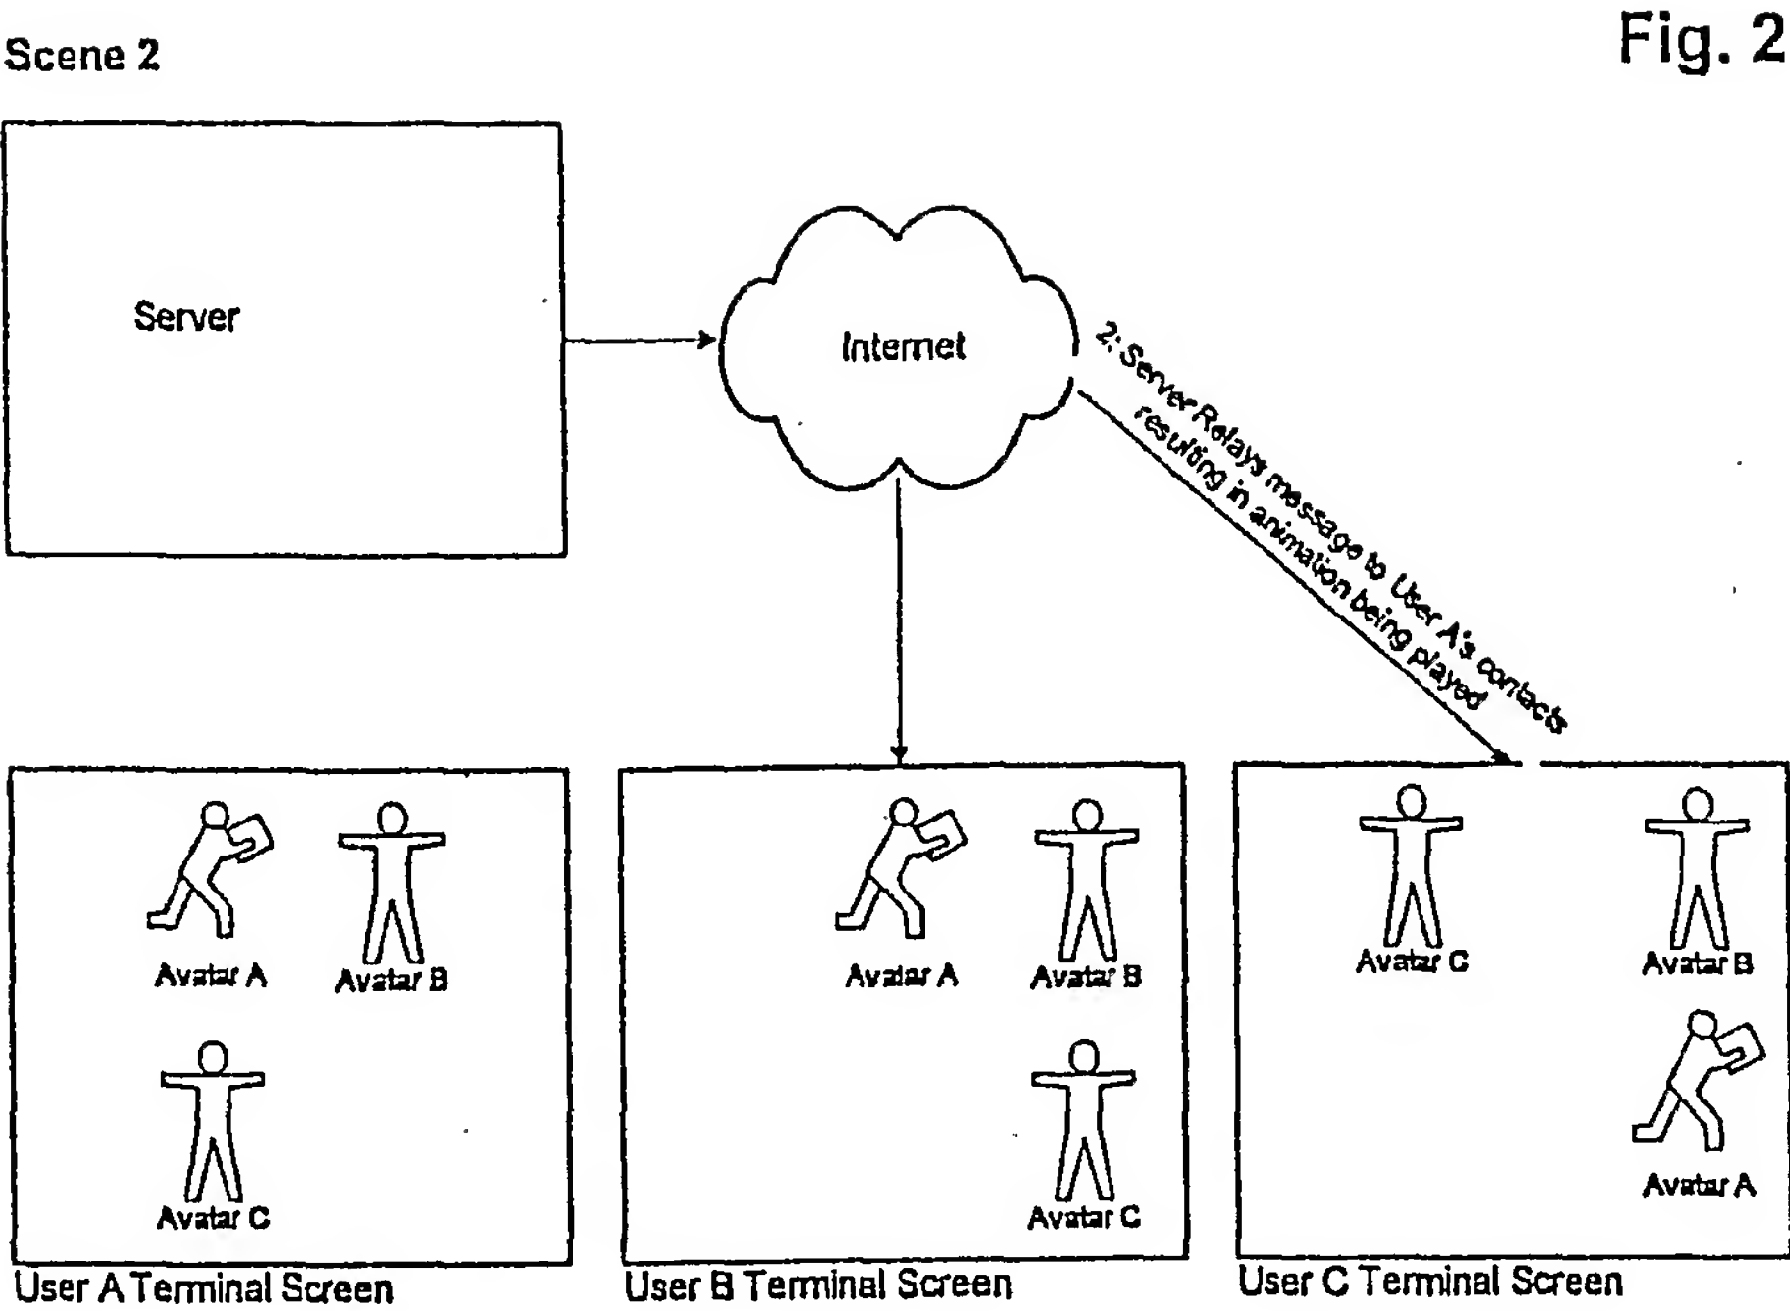 Scene 2
Fig. 2
Server
Internet
2: Server Relays message to User A's contacts
resulting in animation being played
Avatar A
Avatar B
Avatar C
User A Terminal Screen
Avatar A
Avatar B
Avatar C
User B Terminal Screen
Avatar C
Avatar B
Avatar A
User C Terminal Screen